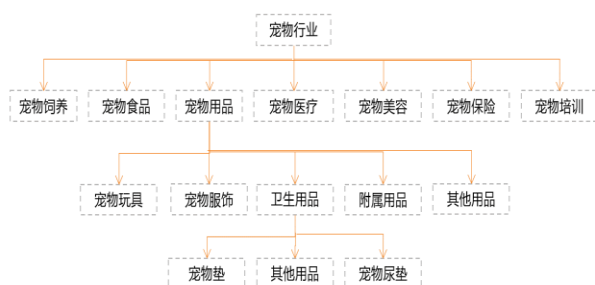 宠物行业
宠物饲养 宠物食品 宠物用品 宠物医疗 宠物美容 宠物保险 宠物培训
宠物玩具 宠物服饰 卫生用品 附属用品 其他用品
宠物垫 其他用品 宠物尿垫